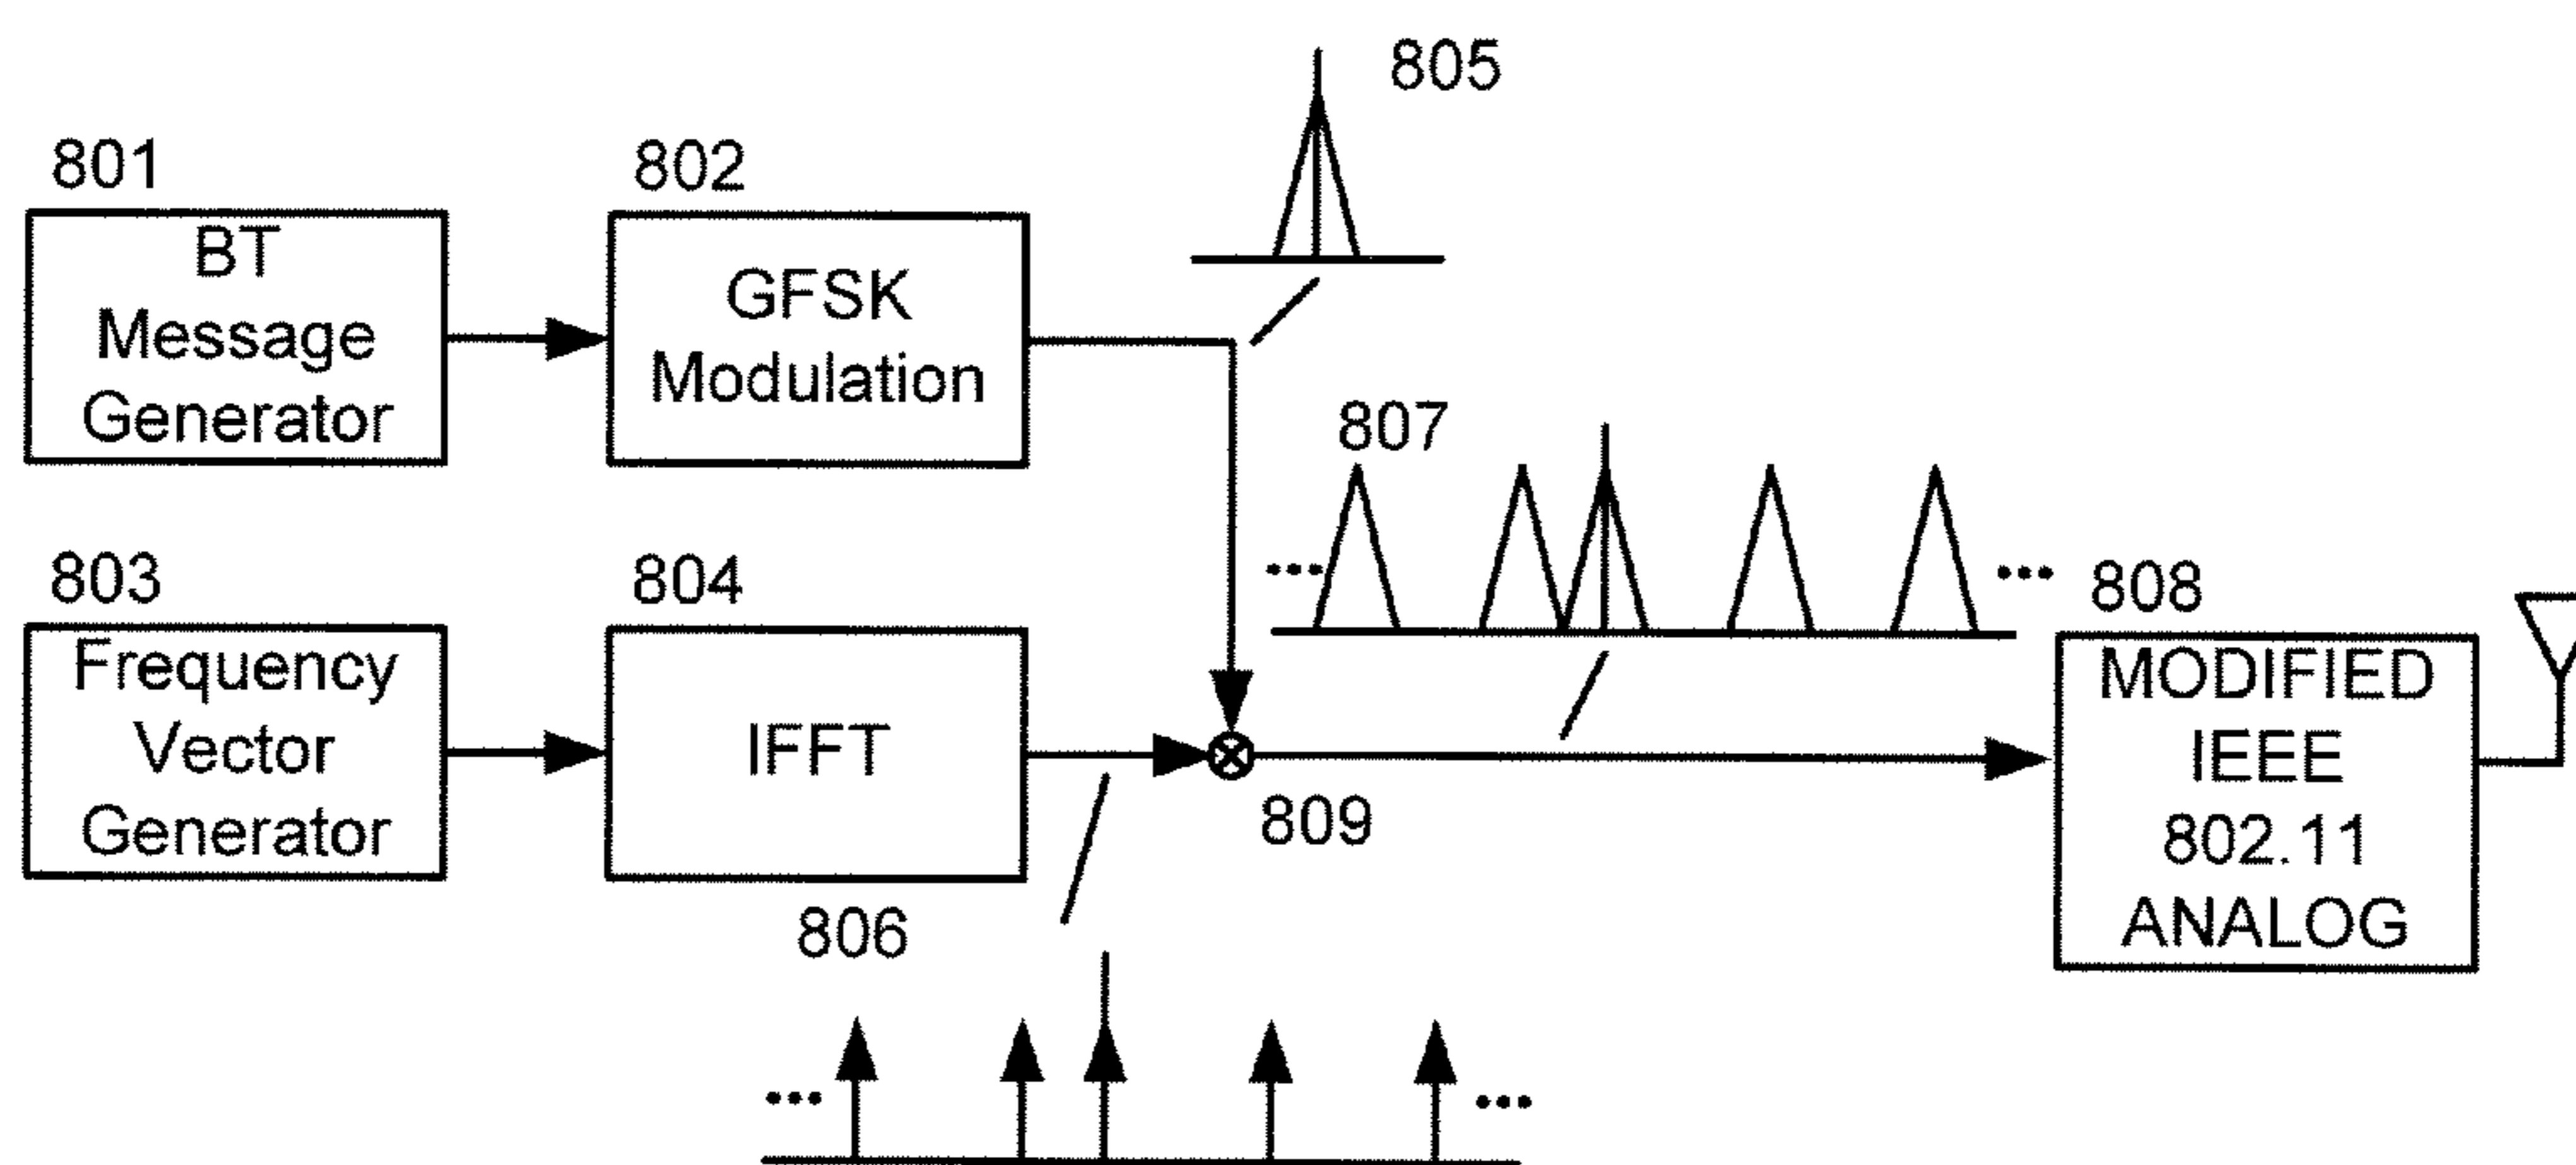 805
801
802
BT
Message
Generator
GFSK
Modulation
807
...
...
803
804
808
Frequency
Vector
Generator
IFFT
809
MODIFIED
IEEE
802.11
ANALOG
806
...
...